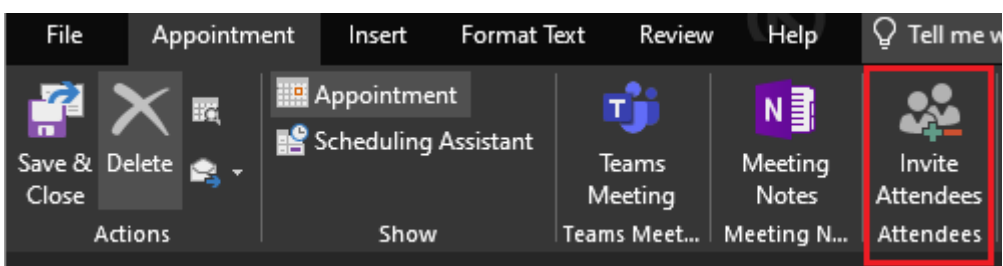 File Appointment Insert Format Text Review Help Tell me w
Appointment
Scheduling Assistant
Save & Close
Delete
Teams Meeting
Meeting Notes
Invite Attendees
Actions Show Teams Meet... Meeting N... Attendees